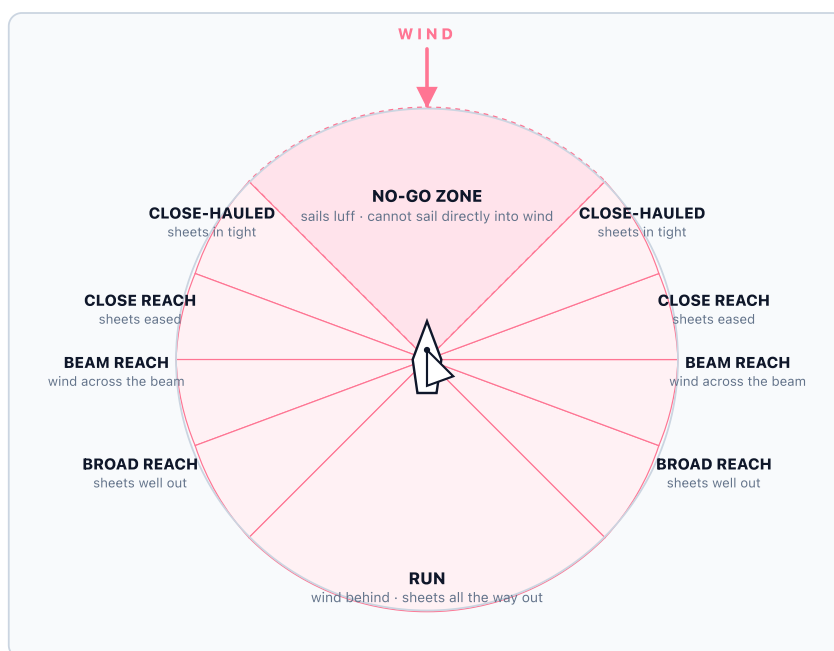 WIND
NO-GO ZONE
sails luff · cannot sail directly into wind
CLOSE-HAULED
sheets in tight
CLOSE-HAULED
sheets in tight
CLOSE REACH
sheets eased
CLOSE REACH
sheets eased
BEAM REACH
wind across the beam
BEAM REACH
wind across the beam
BROAD REACH
sheets well out
BROAD REACH
sheets well out
RUN
wind behind · sheets all the way out